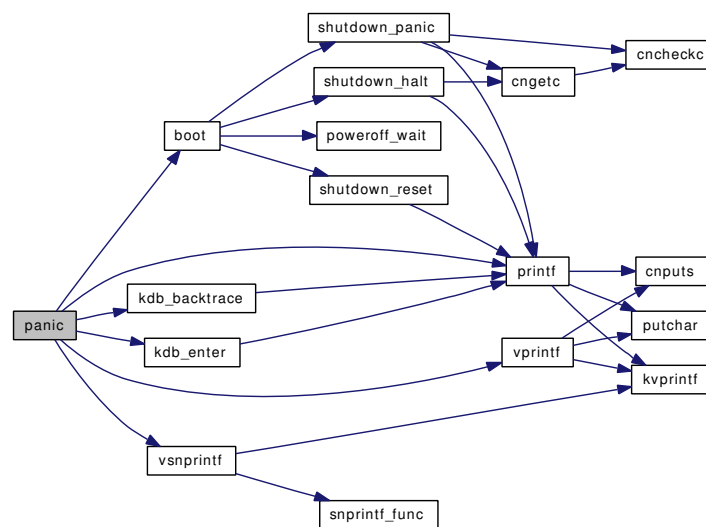 shutdown_panic
cncheckc
shutdown_halt
cngetc
boot
poweroff_wait
shutdown_reset
printf
cnputs
kdb_backtrace
panic
putchar
kdb_enter
vprintf
kvprintf
vsnprintf
snprintf_func